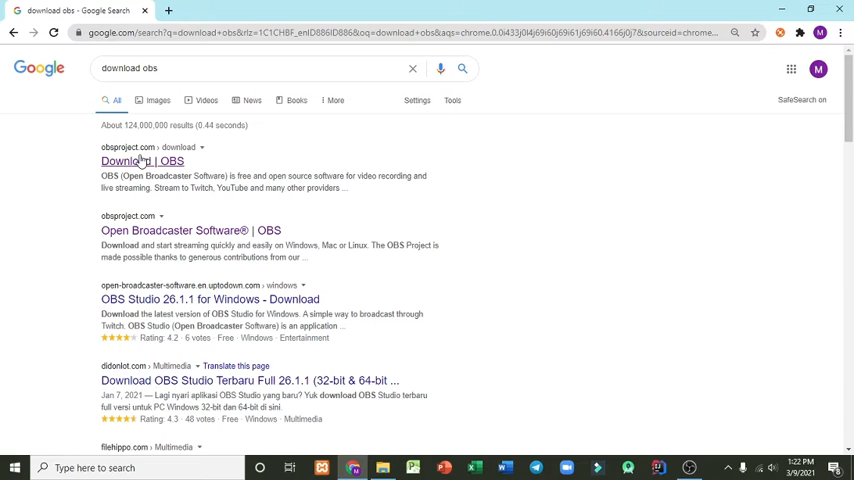 download obs - Google Search
google.com/search?q=download+obs&rlz=1C1CHBF_enID886ID886&oq=download+obs&aqs=chrome.0.0i433j0l4j69i60j69i61j69i60.4166j0j7&sourceid=chrome...
M
Google
download obs
M
All
Images
Videos
News
Books
More
Settings
Tools
SafeSearch on
About 124,000,000 results (0.44 seconds)
obsproject.com › download
Download | OBS
OBS (Open Broadcaster Software) is free and open source software for video recording and
live streaming. Stream to Twitch, YouTube and many other providers ...
obsproject.com
Open Broadcaster Software® | OBS
Download and start streaming quickly and easily on Windows, Mac or Linux. The OBS Project is
made possible thanks to generous contributions from our ...
open-broadcaster-software.en.uptodown.com › windows
OBS Studio 26.1.1 for Windows - Download
Download the latest version of OBS Studio for Windows. A simple way to broadcast through
Twitch. OBS Studio (Open Broadcaster Software) is an application ...
Rating: 4.2 · 6 votes · Free · Windows · Entertainment
didonlot.com › Multimedia
Translate this page
Download OBS Studio Terbaru Full 26.1.1 (32-bit & 64-bit ...
Jan 7, 2021 — Lagi nyari aplikasi OBS Studio yang baru? Yuk download OBS Studio terbaru
full versi untuk PC Windows 32-bit dan 64-bit di sini.
Rating: 4.3 · 48 votes · Free · Windows · Multimedia
filehippo.com › Multimedia
Type here to search
1:22 PM
3/9/2021